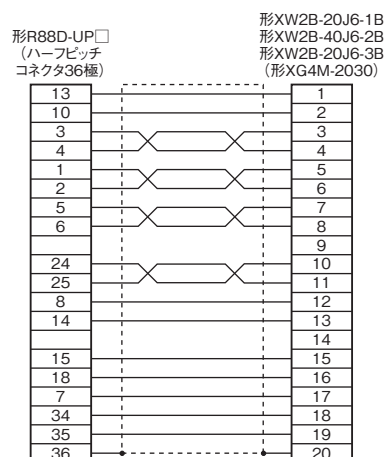 形R88D-UP□
(ハーフピッチ
コネクタ36極)
形XW2B-20J6-1B
形XW2B-40J6-2B
形XW2B-20J6-3B
(形XG4M-2030)
13 1
10 2
3 3
4 4
1 5
2 6
5 7
6 8
9
24 10
25 11
8 12
14 13
14
15 15
18 16
7 17
34 18
35 19
36 20